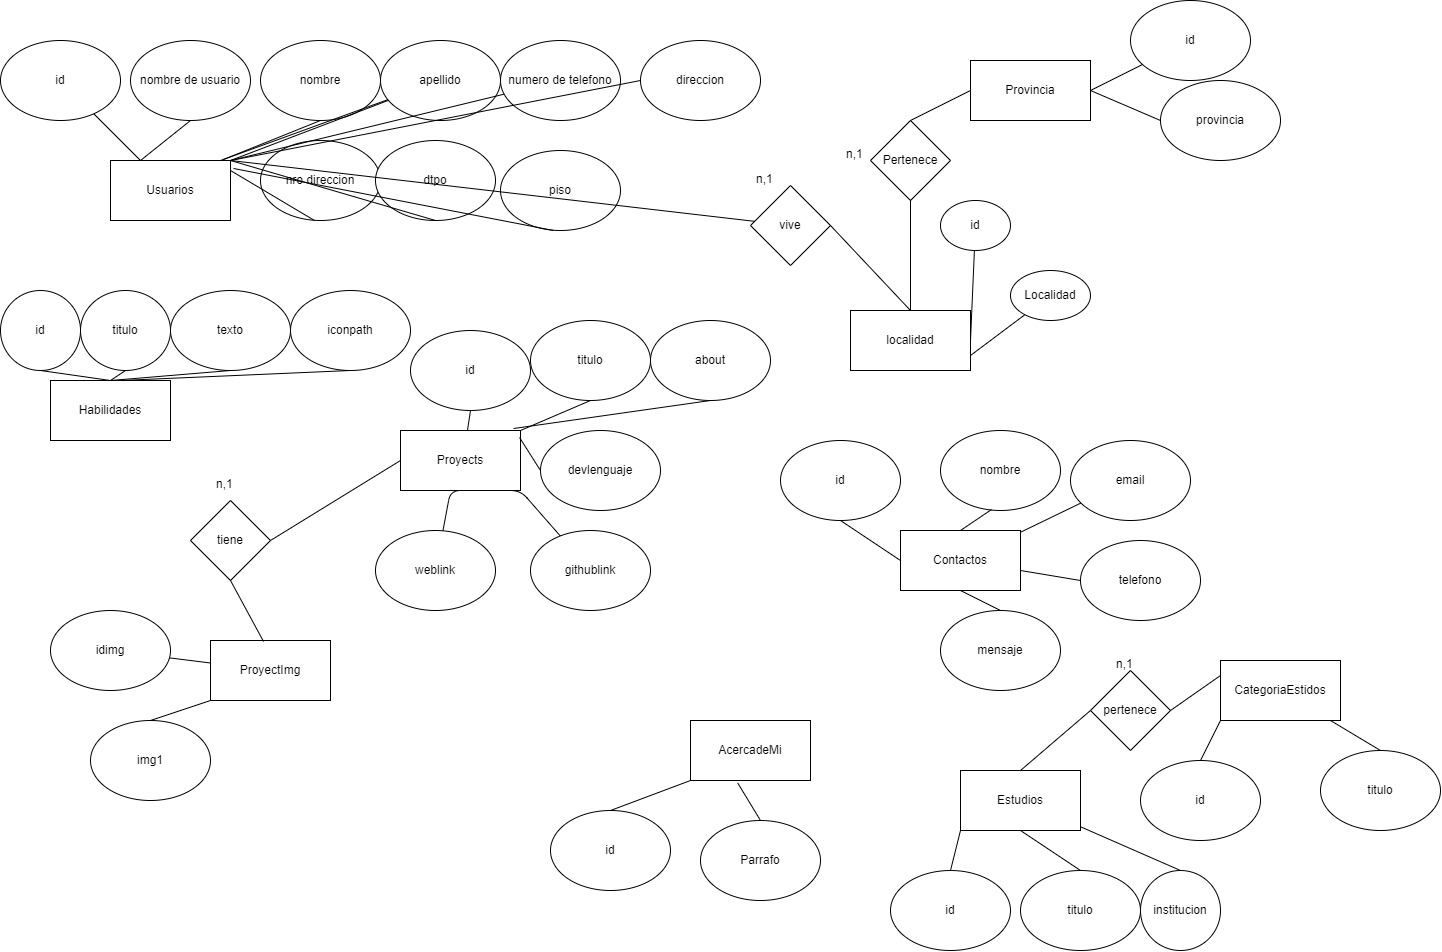 id
nombre de usuario
nombre
apellido
numero de telefono
direccion
Usuarios
nro direccion
dtpo
piso
n,1
vive
n,1
Pertenece
Provincia
id
provincia
id
Localidad
localidad
id
titulo
texto
iconpath
Habilidades
id
titulo
about
Proyects
devlenguaje
weblink
githublink
n,1
tiene
idimg
ProyectImg
img1
id
nombre
email
Contactos
telefono
mensaje
n,1
pertenece
CategoriaEstidos
id
titulo
AcercadeMi
id
Parrafo
Estudios
id
titulo
institucion